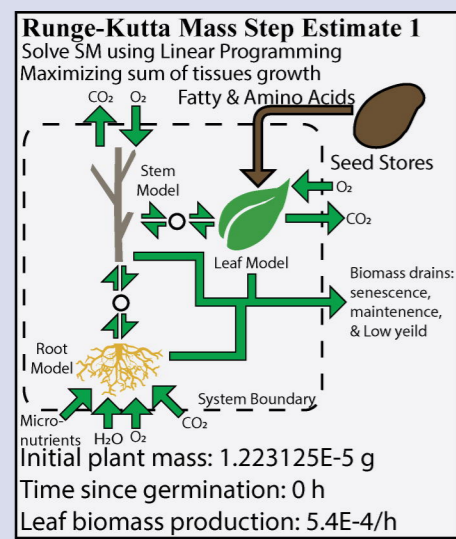 Runge-Kutta Mass Step Estimate 1
Solve SM using Linear Programming
Maximizing sum of tissues growth
CO₂ O₂
Fatty & Amino Acids
Seed Stores
Stem
Model
O₂
CO₂
Leaf Model
Biomass drains:
senescence,
maintenence,
& Low yeild
Root
Model
System Boundary
Micro-
nutrients
H₂O O₂
CO₂
Initial plant mass: 1.223125E-5 g
Time since germination: 0 h
Leaf biomass production: 5.4E-4/h